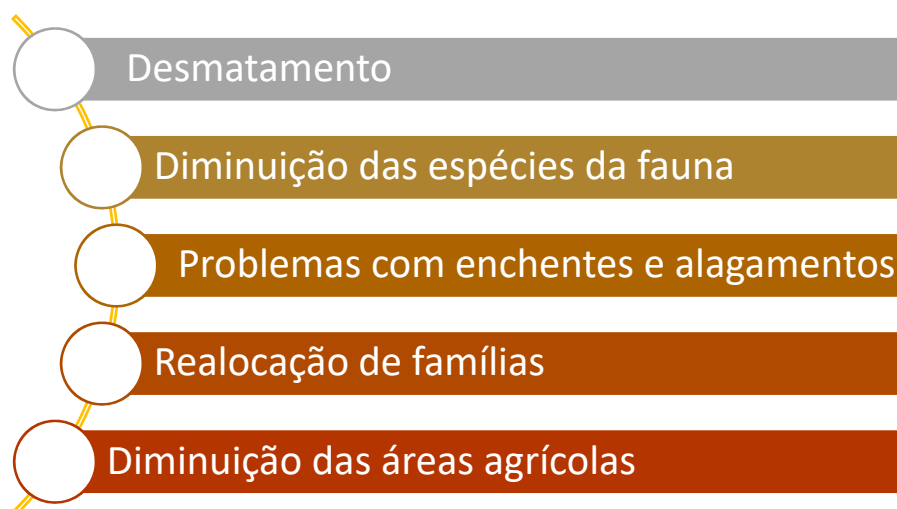 Desmatamento
Diminuição das espécies da fauna
Problemas com enchentes e alagamentos
Realocação de famílias
Diminuição das áreas agrícolas